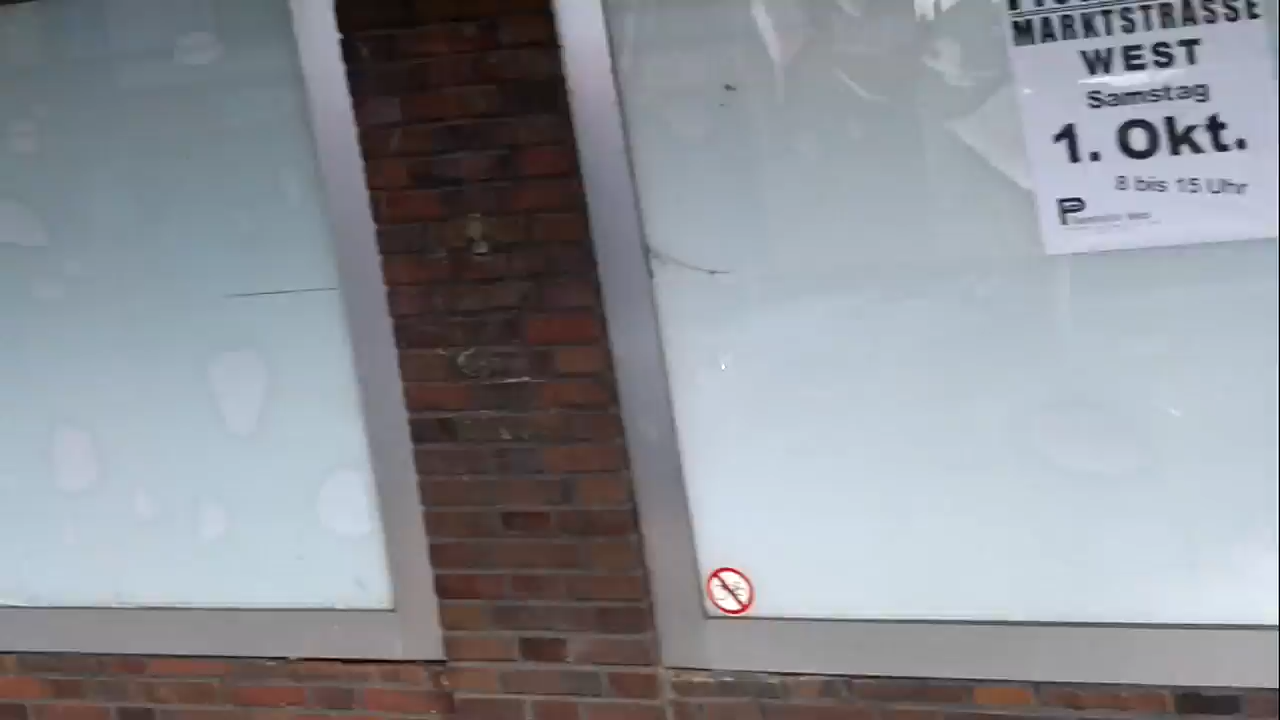 MARKTSTRASSE
WEST
Samstag
1. Okt.
8 bis 15 Uhr
P